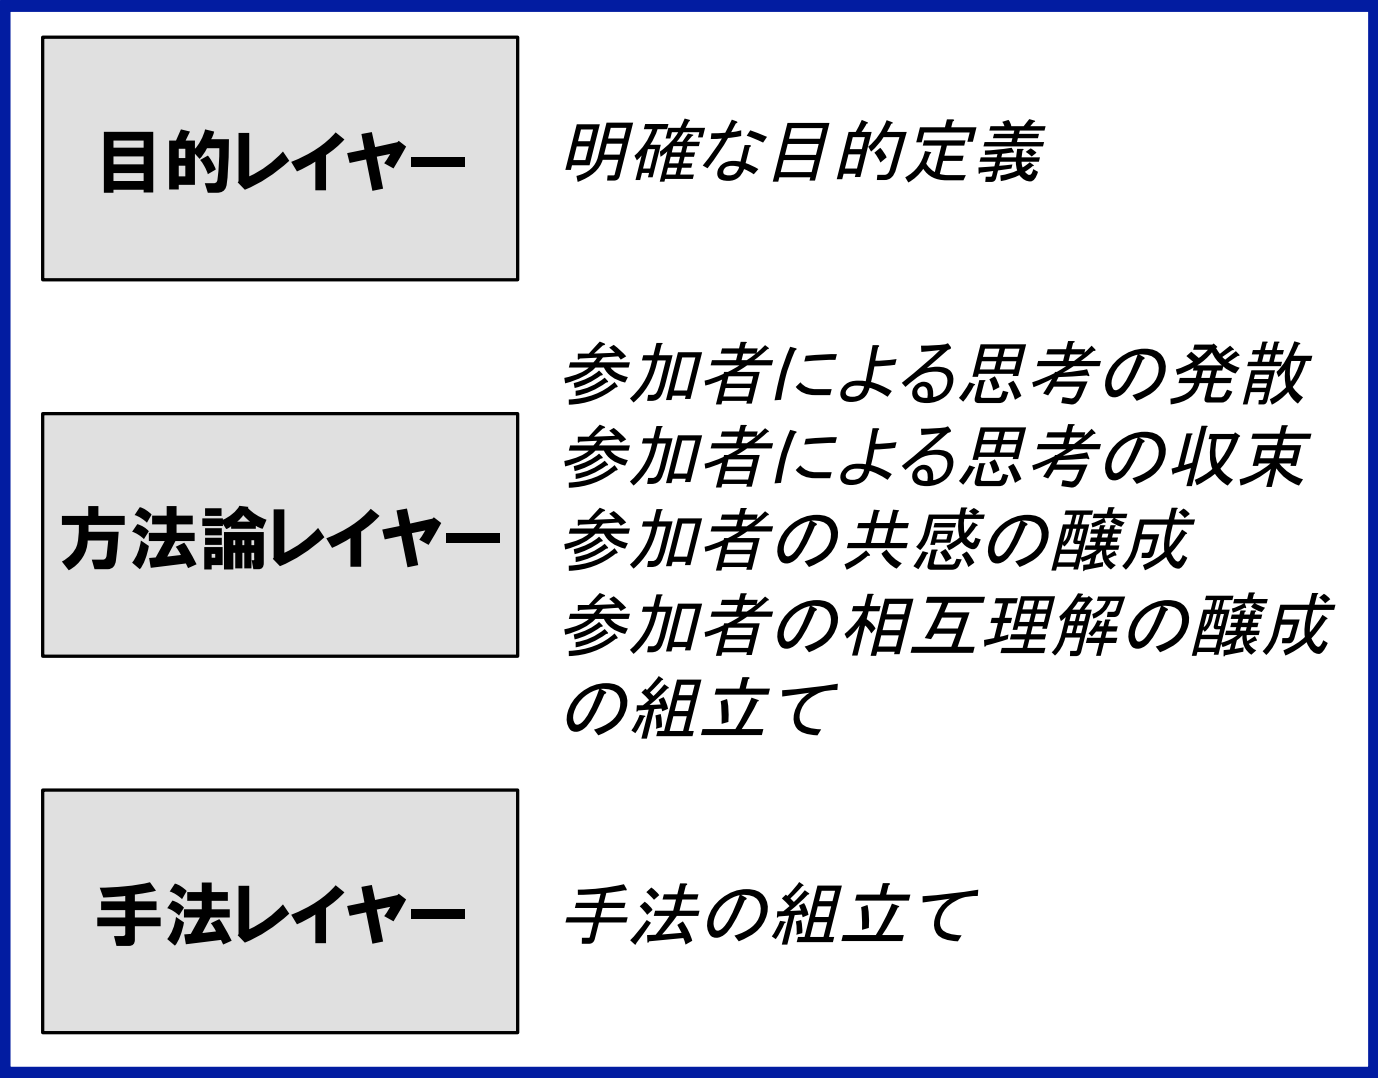 目的レイヤー
明確な目的定義
方法論レイヤー
参加者による思考の発散
参加者による思考の収束
参加者の共感の醸成
参加者の相互理解の醸成
の組立て
手法レイヤー
手法の組立て